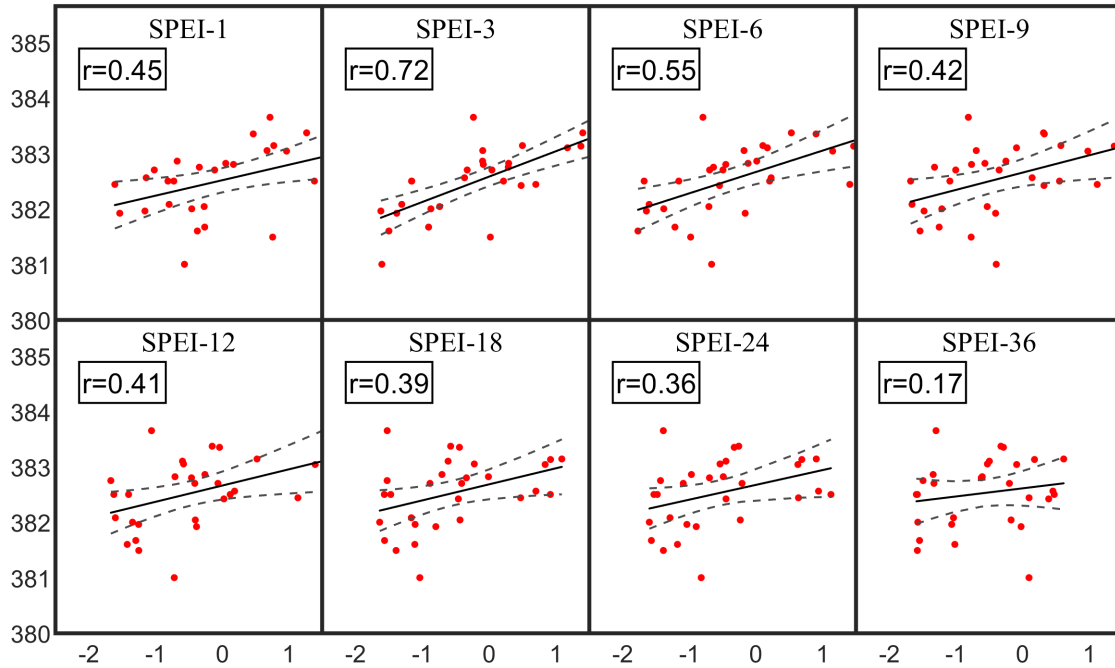 385
384
383
382
381
380
SPEI-1
r=0.45
SPEI-3
r=0.72
SPEI-6
r=0.55
SPEI-9
r=0.42
385
384
383
382
381
380
SPEI-12
r=0.41
SPEI-18
r=0.39
SPEI-24
r=0.36
SPEI-36
r=0.17
-2 -1 0 1 -2 -1 0 1 -2 -1 0 1 -2 -1 0 1